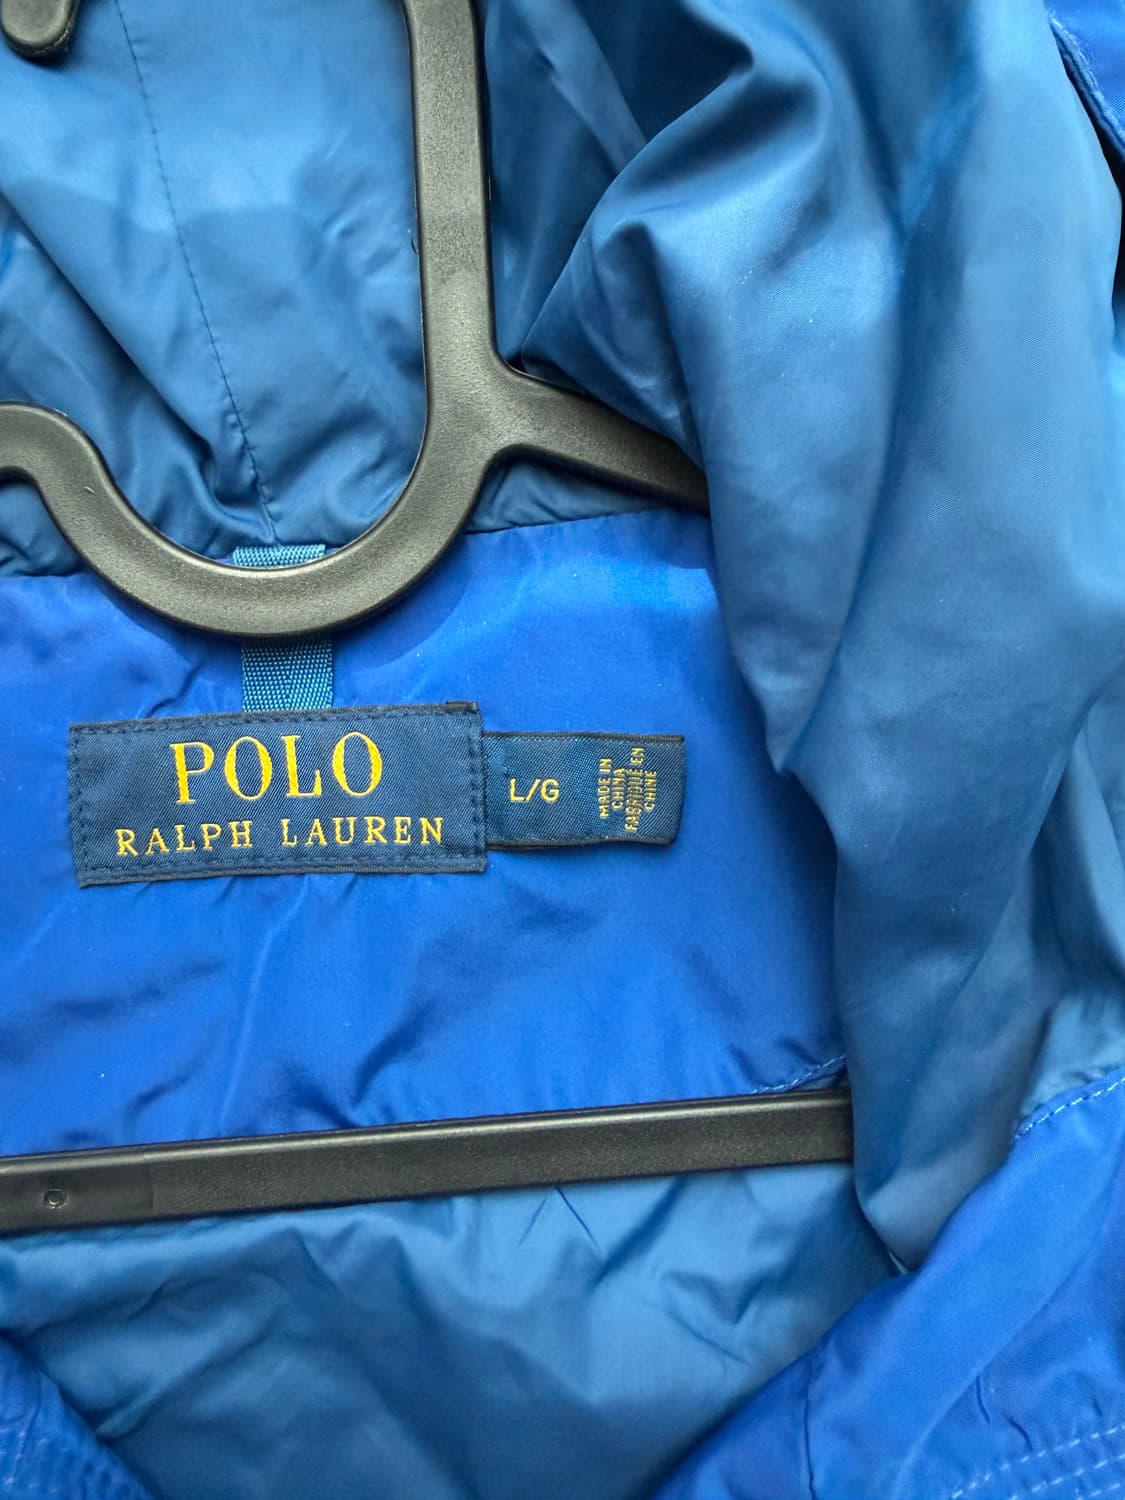 POLO
RALPH LAUREN
L/G
MADE IN
CHINA
FABRIQUÉ EN
CHINE